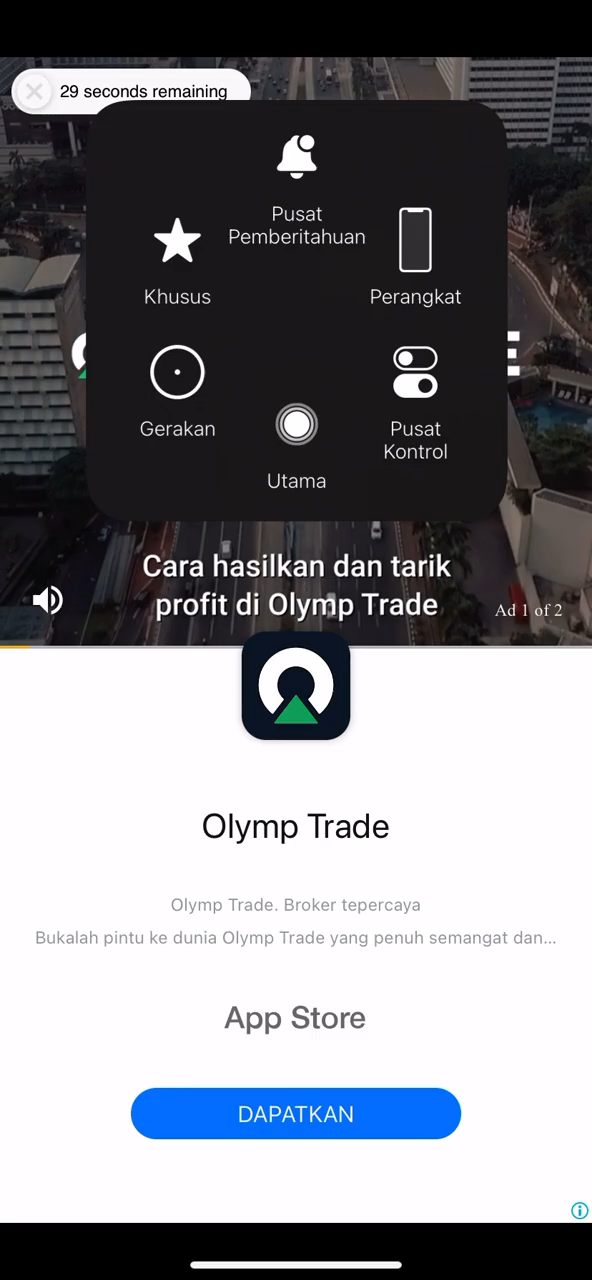 29 seconds remaining
Pusat
Pemberitahuan
Khusus
Perangkat
Gerakan
Pusat
Kontrol
Utama
Cara hasilkan dan tarik
profit di Olymp Trade
Ad 1 of 2
Olymp Trade
Olymp Trade. Broker tepercaya
Bukalah pintu ke dunia Olymp Trade yang penuh semangat dan...
App Store
DAPATKAN